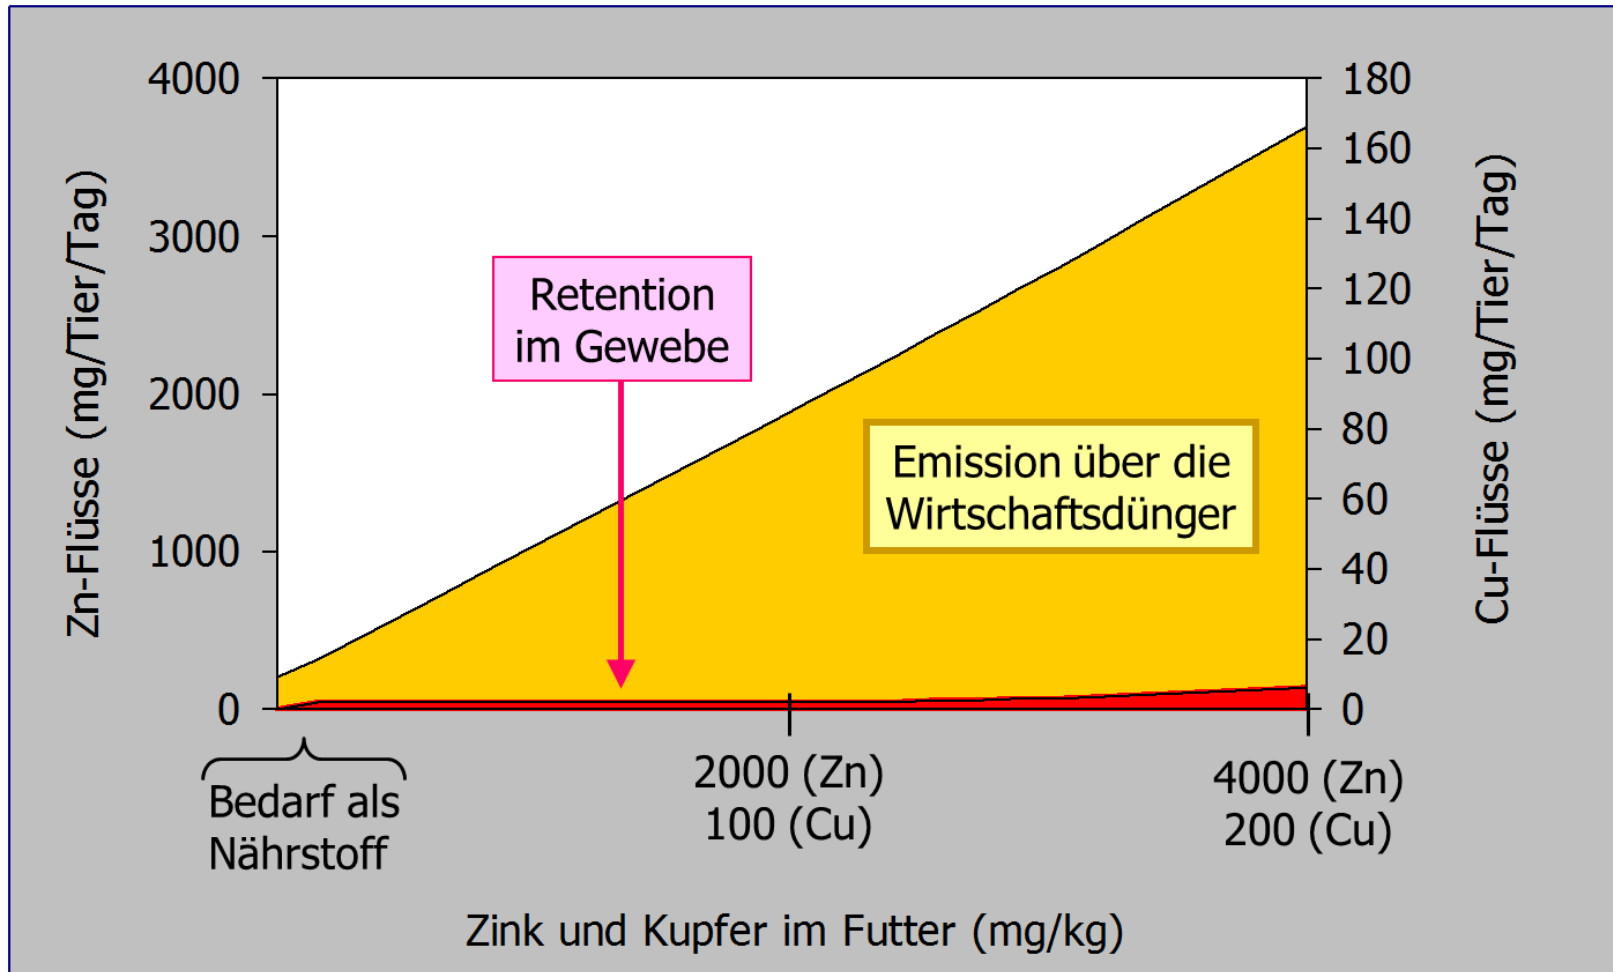 4000
3000
2000
1000
0
Zn-Flüsse (mg/Tier/Tag)
180
160
140
120
100
80
60
40
20
0
Cu-Flüsse (mg/Tier/Tag)
Retention
im Gewebe
Emission über die
Wirtschaftsdünger
Bedarf als
Nährstoff
2000 (Zn)
100 (Cu)
4000 (Zn)
200 (Cu)
Zink und Kupfer im Futter (mg/kg)